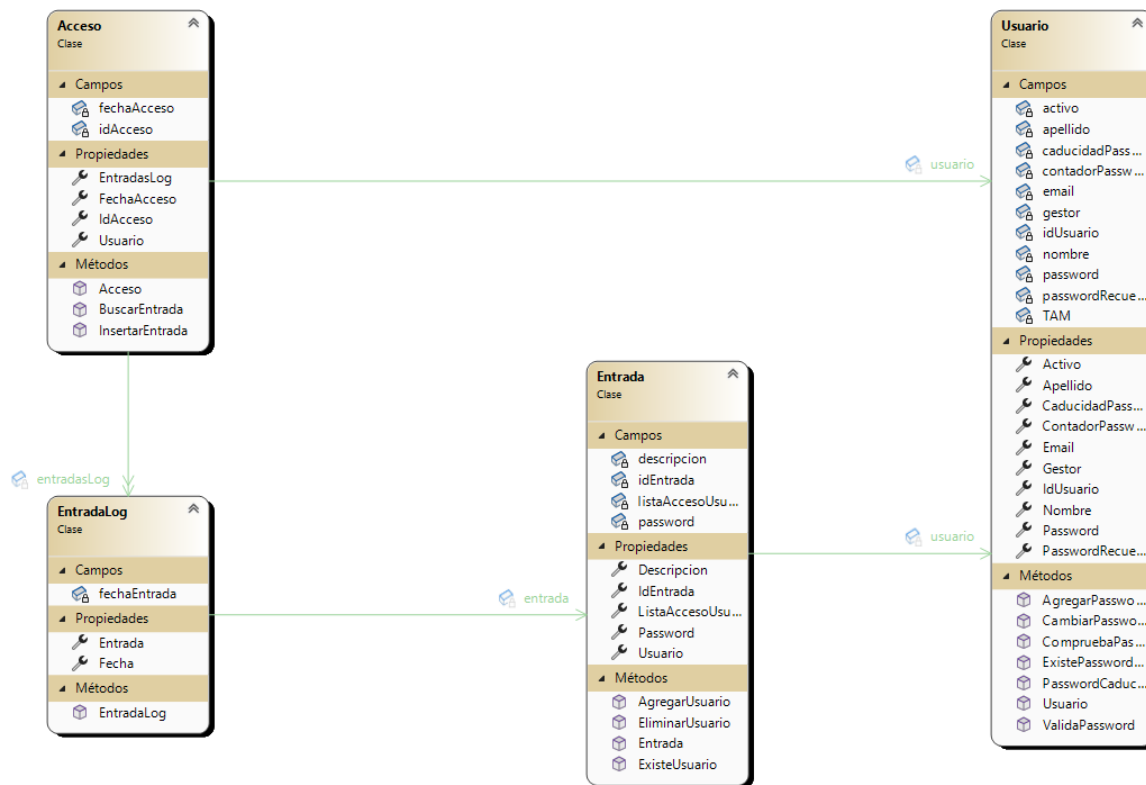 Acceso
Clase
Campos
fechaAcceso
idAcceso
Propiedades
EntradasLog
FechaAcceso
IdAcceso
Usuario
Métodos
Acceso
BuscarEntrada
InsertarEntrada
usuario
entradasLog
EntradaLog
Clase
Campos
fechaEntrada
Propiedades
Entrada
Fecha
Métodos
EntradaLog
entrada
Entrada
Clase
Campos
descripcion
idEntrada
listaAccesoUsu...
password
Propiedades
Descripcion
IdEntrada
ListaAccesoUsu...
Password
Usuario
Métodos
AgregarUsuario
EliminarUsuario
Entrada
ExisteUsuario
usuario
Usuario
Clase
Campos
activo
apellido
caducidadPass...
contadorPassw...
email
gestor
idUsuario
nombre
password
passwordRecue...
TAM
Propiedades
Activo
Apellido
CaducidadPass...
ContadorPassw...
Email
Gestor
IdUsuario
Nombre
Password
PasswordRecue...
Métodos
AgregarPasswo...
CambiarPasswo...
CompruebaPas...
ExistePassword...
PasswordCaduc...
Usuario
ValidaPassword